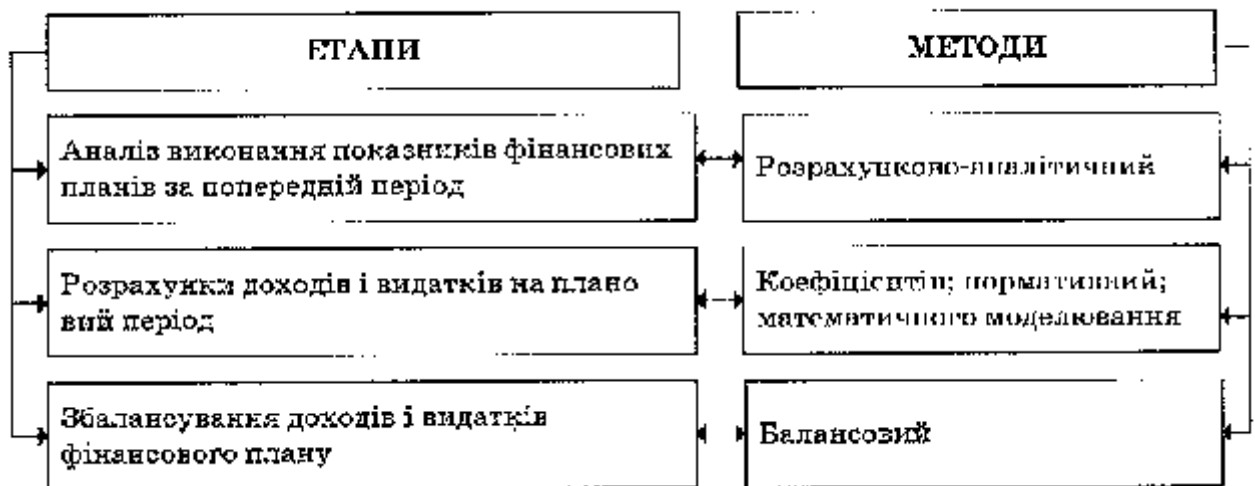 ЕТАПИ
МЕТОДИ
Аналіз виконання показників фінансових
планів за попередній період
Розрахунково-аналітичний
Розрахунки доходів і видатків на плано
вий період
Коефіцієнтів; нормативний;
математичного моделювання
Збалансування доходів і видатків
фінансового плану
Балансовий